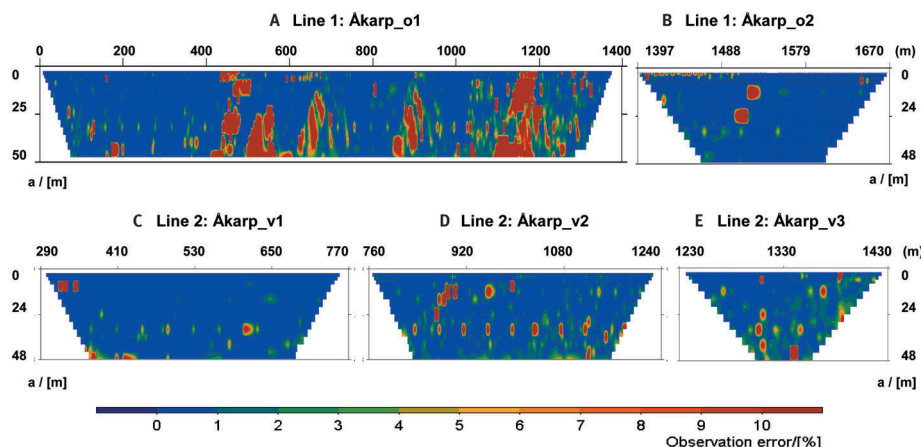 A Line 1: Åkarp_o1
B Line 1: Åkarp_o2
0 200 400 600 800 1000 1200 1400
1397 1488 1579 1670 (m)
0
25
50
a / [m]
0
24
48
a / [m]
C Line 2: Åkarp_v1
D Line 2: Åkarp_v2
E Line 2: Åkarp_v3
290 410 530 650 770
760 920 1080 1240
1230 1330 1430 (m)
0
24
48
a / [m]
0
24
48
a / [m]
0
24
48
a / [m]
0 1 2 3 4 5 6 7 8 9 10
Observation error/[%]